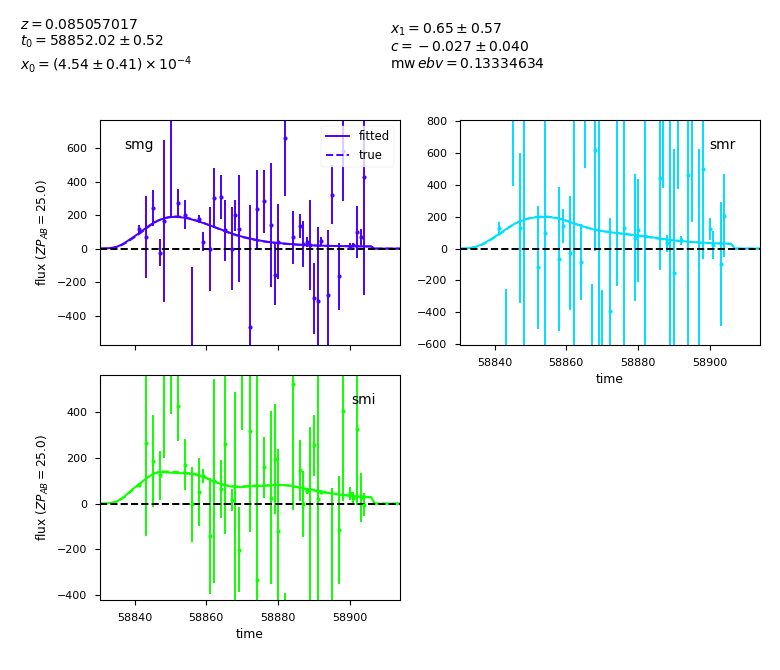 z = 0.085057017
t₀ = 58852.02 ± 0.52
x₀ = (4.54 ± 0.41) × 10⁻⁴
x₁ = 0.65 ± 0.57
c = −0.027 ± 0.040
mw ebv = 0.13334634
smg
fitted
true
600
400
200
0
−200
−400
flux (ZP_AB = 25.0)
smr
800
600
400
200
0
−200
−400
−600
58840 58860 58880 58900
time
smi
400
200
0
−200
−400
flux (ZP_AB = 25.0)
58840 58860 58880 58900
time